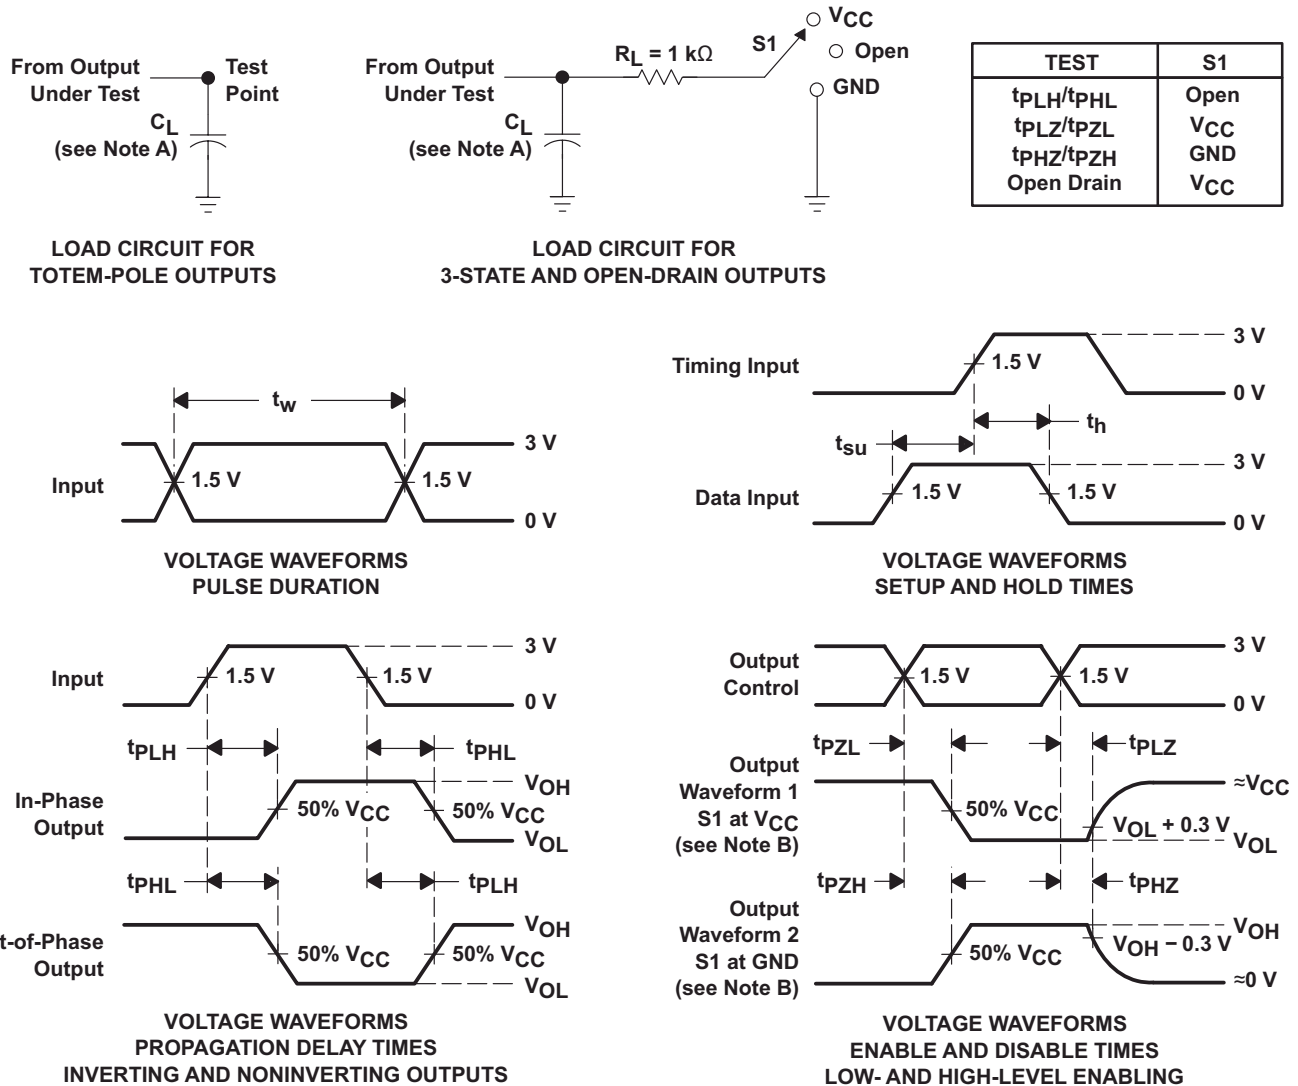 From Output
Under Test
Test
Point
CL
(see Note A)
LOAD CIRCUIT FOR
TOTEM-POLE OUTPUTS
From Output
Under Test
CL
(see Note A)
RL = 1 kΩ
S1
VCC
Open
GND
LOAD CIRCUIT FOR
3-STATE AND OPEN-DRAIN OUTPUTS
TEST S1
tPLH/tPHL Open
tPLZ/tPZL VCC
tPHZ/tPZH GND
Open Drain VCC
tw
Input
1.5 V
1.5 V
3 V
0 V
VOLTAGE WAVEFORMS
PULSE DURATION
Timing Input
1.5 V
3 V
0 V
tsu
th
Data Input
1.5 V
1.5 V
3 V
0 V
VOLTAGE WAVEFORMS
SETUP AND HOLD TIMES
Input
1.5 V
1.5 V
3 V
0 V
tPLH
tPHL
In-Phase
Output
50% VCC
50% VCC
VOH
VOL
tPHL
tPLH
t-of-Phase
Output
50% VCC
50% VCC
VOH
VOL
VOLTAGE WAVEFORMS
PROPAGATION DELAY TIMES
INVERTING AND NONINVERTING OUTPUTS
Output
Control
1.5 V
1.5 V
3 V
0 V
tPZL
tPLZ
Output
Waveform 1
S1 at VCC
(see Note B)
50% VCC
≈VCC
VOL + 0.3 V
VOL
tPZH
tPHZ
Output
Waveform 2
S1 at GND
(see Note B)
50% VCC
VOH
VOH − 0.3 V
≈0 V
VOLTAGE WAVEFORMS
ENABLE AND DISABLE TIMES
LOW- AND HIGH-LEVEL ENABLING